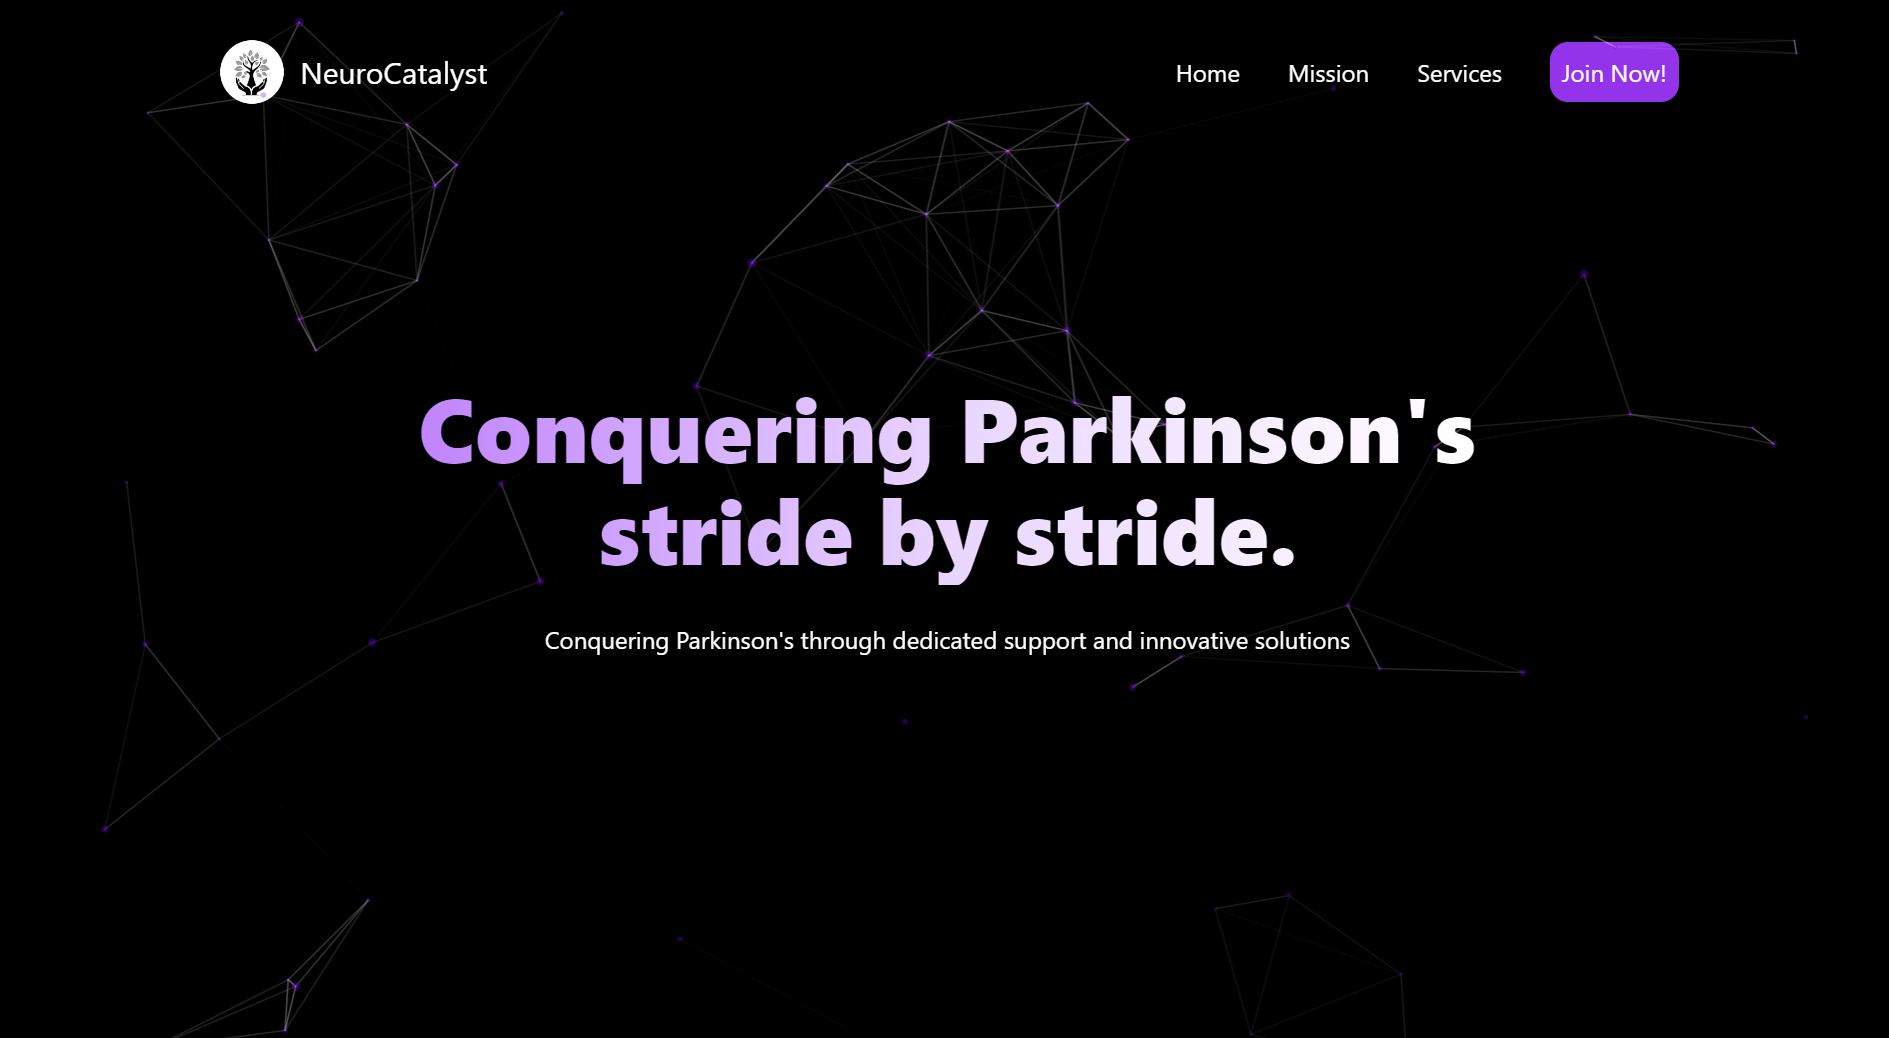 NeuroCatalyst
Home Mission Services Join Now!
Conquering Parkinson's
stride by stride.
Conquering Parkinson's through dedicated support and innovative solutions